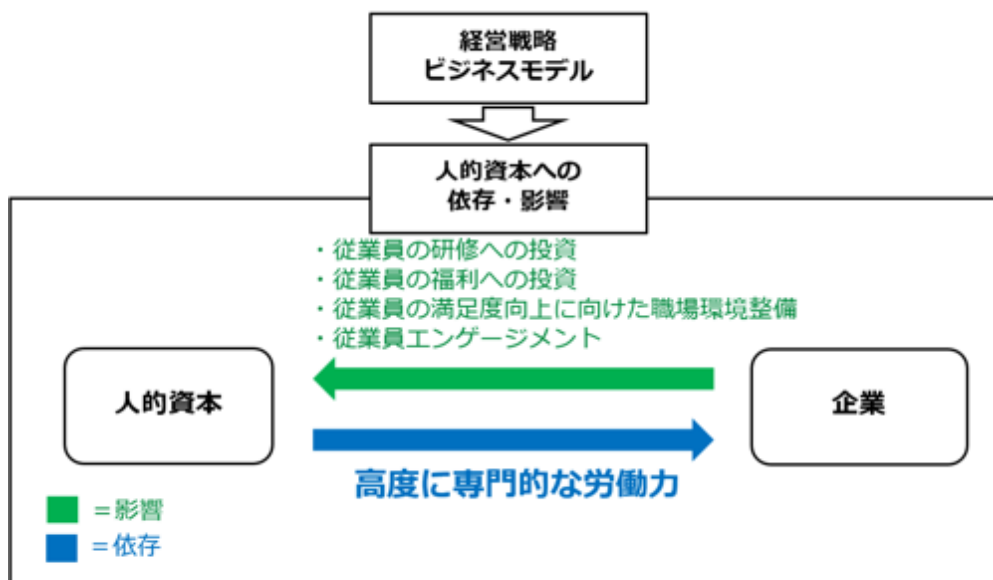 経営戦略
ビジネスモデル
人的資本への
依存・影響
・従業員の研修への投資
・従業員の福利への投資
・従業員の満足度向上に向けた職場環境整備
・従業員エンゲージメント
人的資本
企業
高度に専門的な労働力
=影響
=依存